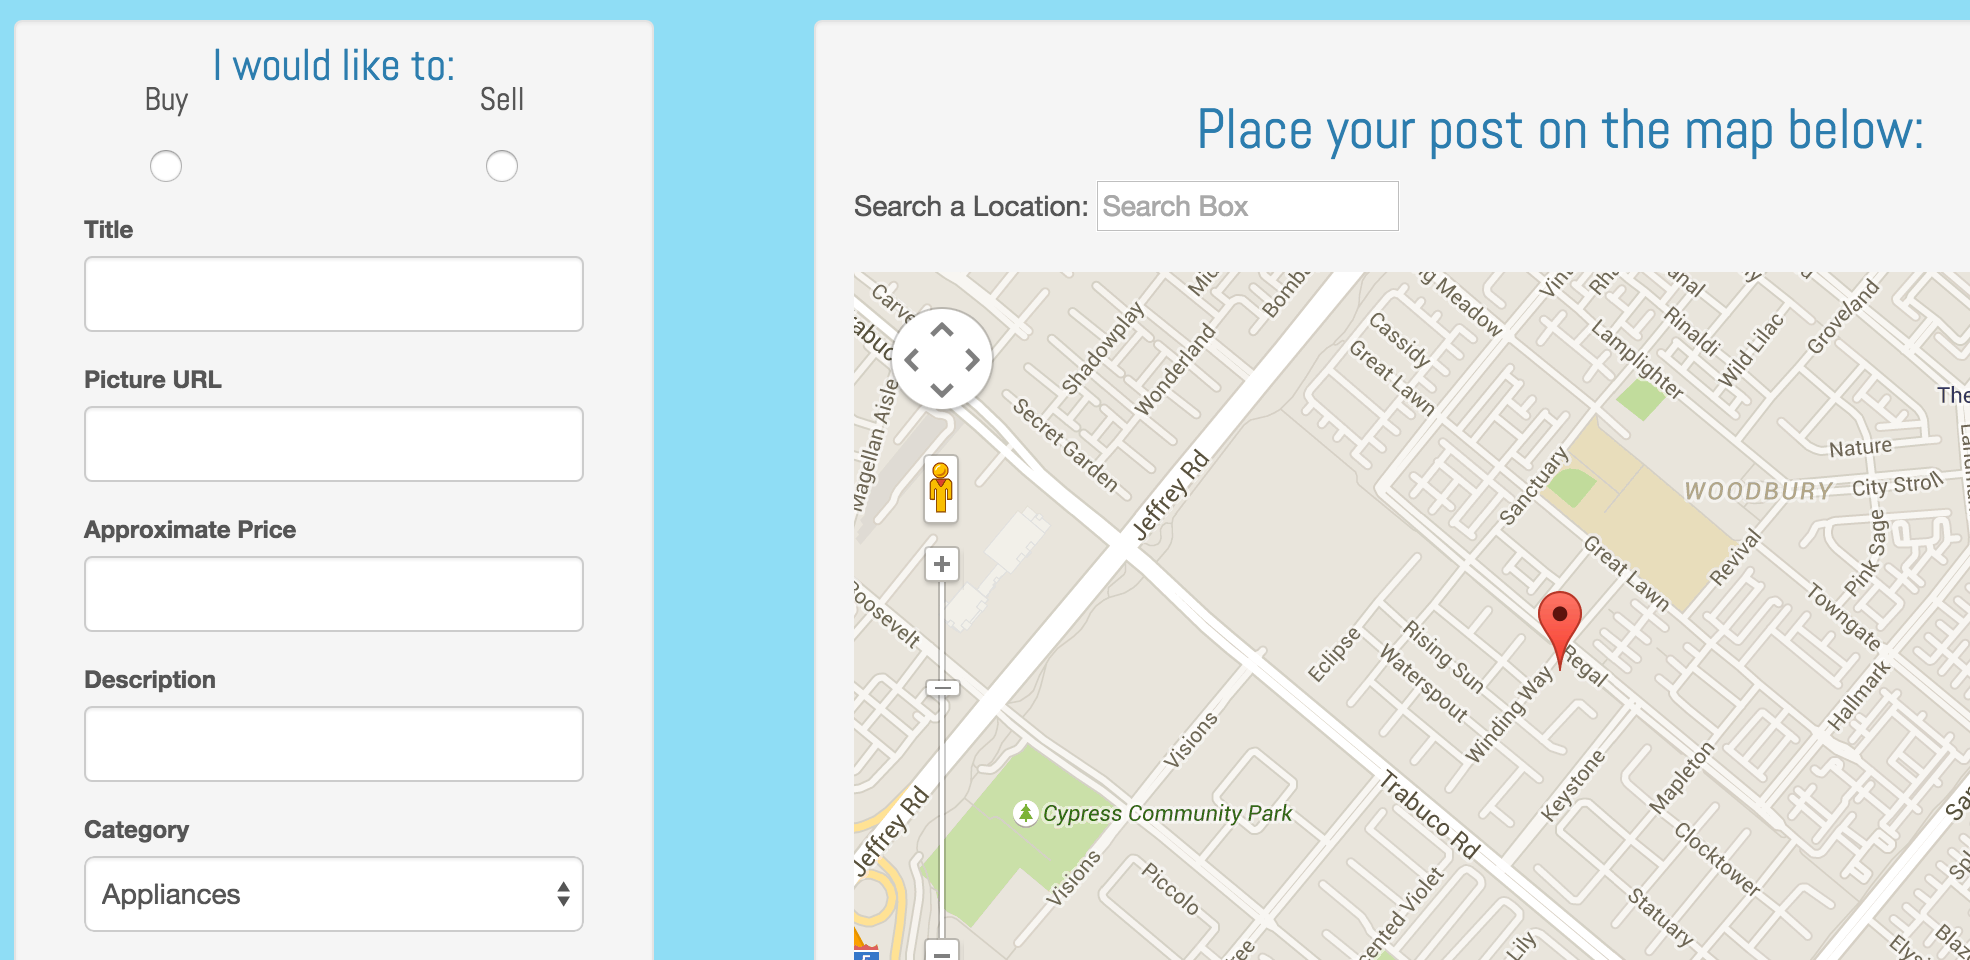 I would like to:
Buy
Sell
Title
Picture URL
Approximate Price
Description
Category
Appliances
Place your post on the map below:
Search a Location: Search Box
Magellan Aisle
Shadowplay
Wonderland
Secret Garden
Jeffrey Rd
Cassidy
Great Lawn
Meadow
Lamplighter
Rinaldi
Wild Lilac
Groveland
The
Nature
WOODBURY
City Stroll
Sanctuary
Pink Sage
Great Lawn
Revival
Towngate
Roosevelt
Eclipse
Rising Sun
Waterspout
Regal
Winding Way
Hallmark
Visions
Keystone
Mapleton
Cypress Community Park
Trabuco Rd
Jeffrey Rd
Clocktower
Visions
Piccolo
Violet
Statuary
Lily